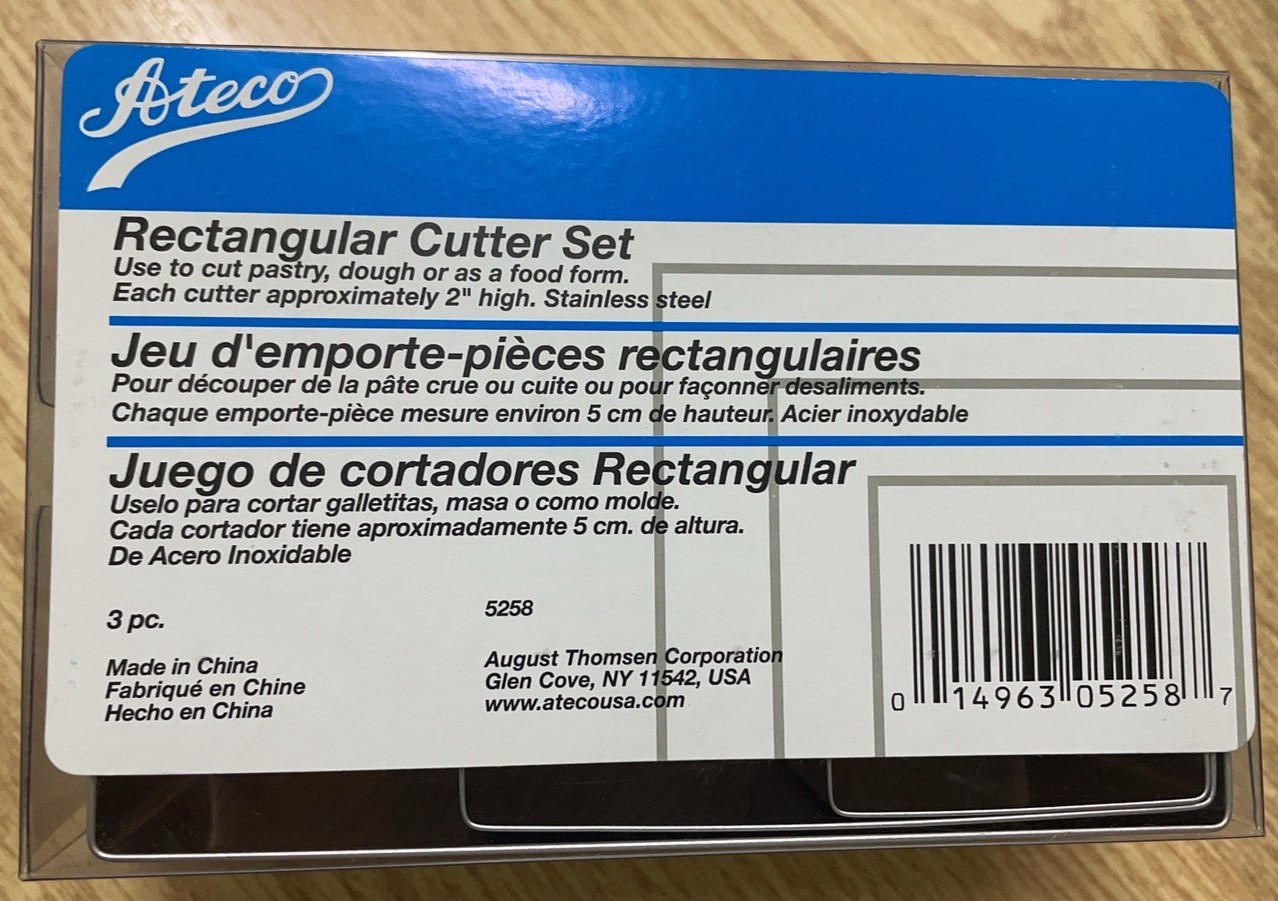 Ateco
Rectangular Cutter Set
Use to cut pastry, dough or as a food form.
Each cutter approximately 2" high. Stainless steel
Jeu d'emporte-pièces rectangulaires
Pour découper de la pâte crue ou cuite ou pour façonner desaliments.
Chaque emporte-pièce mesure environ 5 cm de hauteur. Acier inoxydable
Juego de cortadores Rectangular
Uselo para cortar galletitas, masa o como molde.
Cada cortador tiene aproximadamente 5 cm. de altura.
De Acero Inoxidable
3 pc.
5258
Made in China
Fabriqué en Chine
Hecho en China
August Thomsen Corporation
Glen Cove, NY 11542, USA
www.atecousa.com
0 14963 05258 7